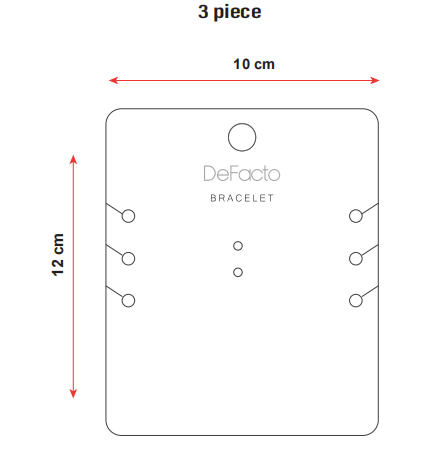 3 piece
10 cm
DeFacto
BRACELET
12 cm